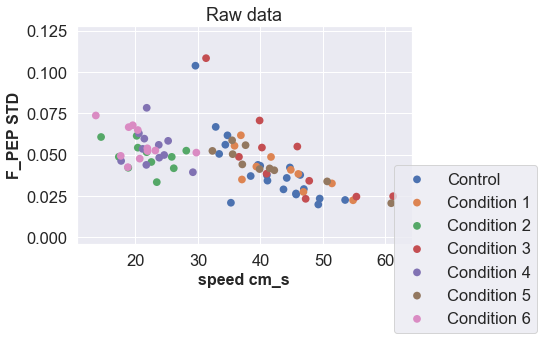 Raw data
0.125
0.100
0.075
0.050
0.025
0.000
F_PEP STD
20 30 40 50 60
speed cm_s
Control
Condition 1
Condition 2
Condition 3
Condition 4
Condition 5
Condition 6